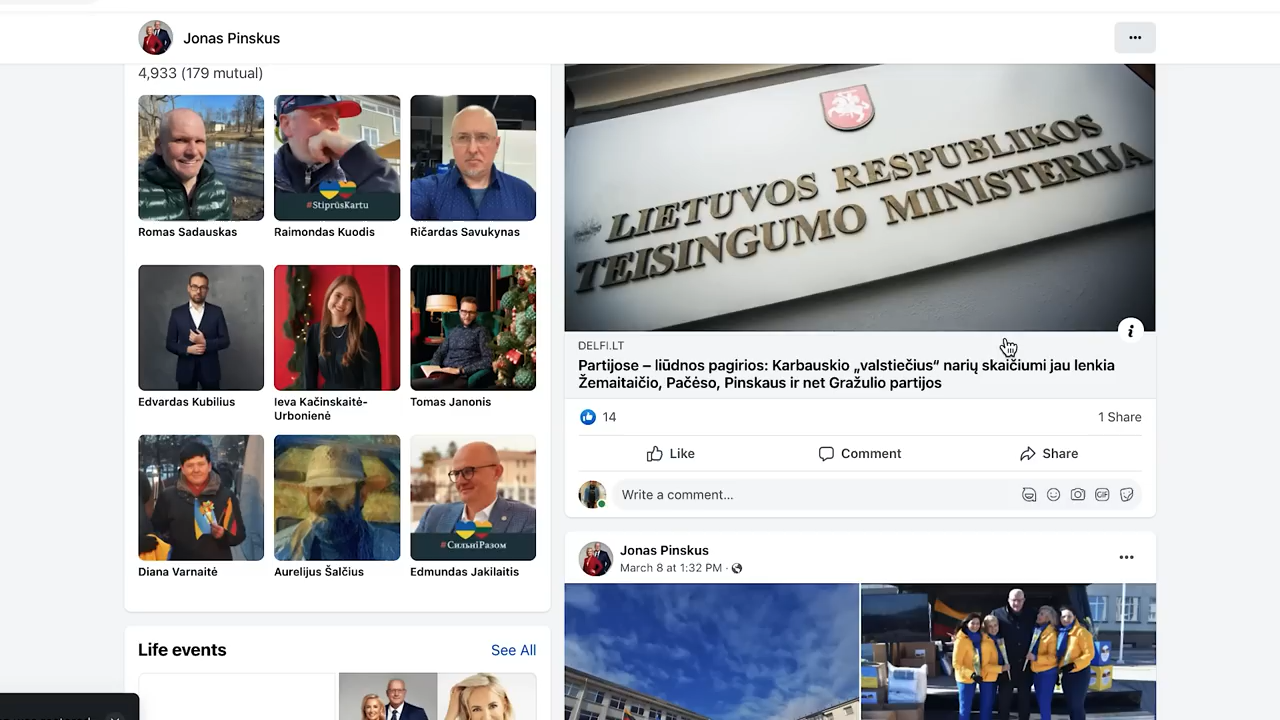 Jonas Pinskus
4,933 (179 mutual)
#StiprūsKartu
Romas Sadauskas
Raimondas Kuodis
Ričardas Savukynas
Edvardas Kubilius
Ieva Kačinskaitė-
Urbonienė
Tomas Janonis
#СильніРазом
Diana Varnaitė
Aurelijus Šalčius
Edmundas Jakilaitis
Life events
See All
LIETUVOS RESPUBLIKOS
TEISINGUMO MINISTERIJA
DELFI.LT
Partijose – liūdnos pagirios: Karbauskio „valstiečius“ narių skaičiumi jau lenkia
Žemaitaičio, Pačėso, Pinskaus ir net Gražulio partijos
14
1 Share
Like
Comment
Share
Write a comment...
Jonas Pinskus
March 8 at 1:32 PM ·